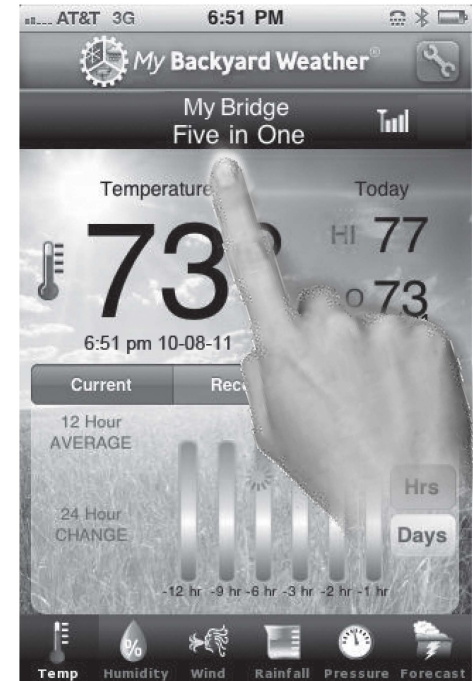 AT&T 3G 6:51 PM
My Backyard Weather®
My Bridge
Five in One
Temperature Today
73° HI 77
73
6:51 pm 10-08-11
Current
12 Hour
AVERAGE
24 Hour
CHANGE
Hrs
Days
-12 hr -9 hr -6 hr -3 hr -2 hr -1 hr
%
Temp Humidity Wind Rainfall Pressure Forecast